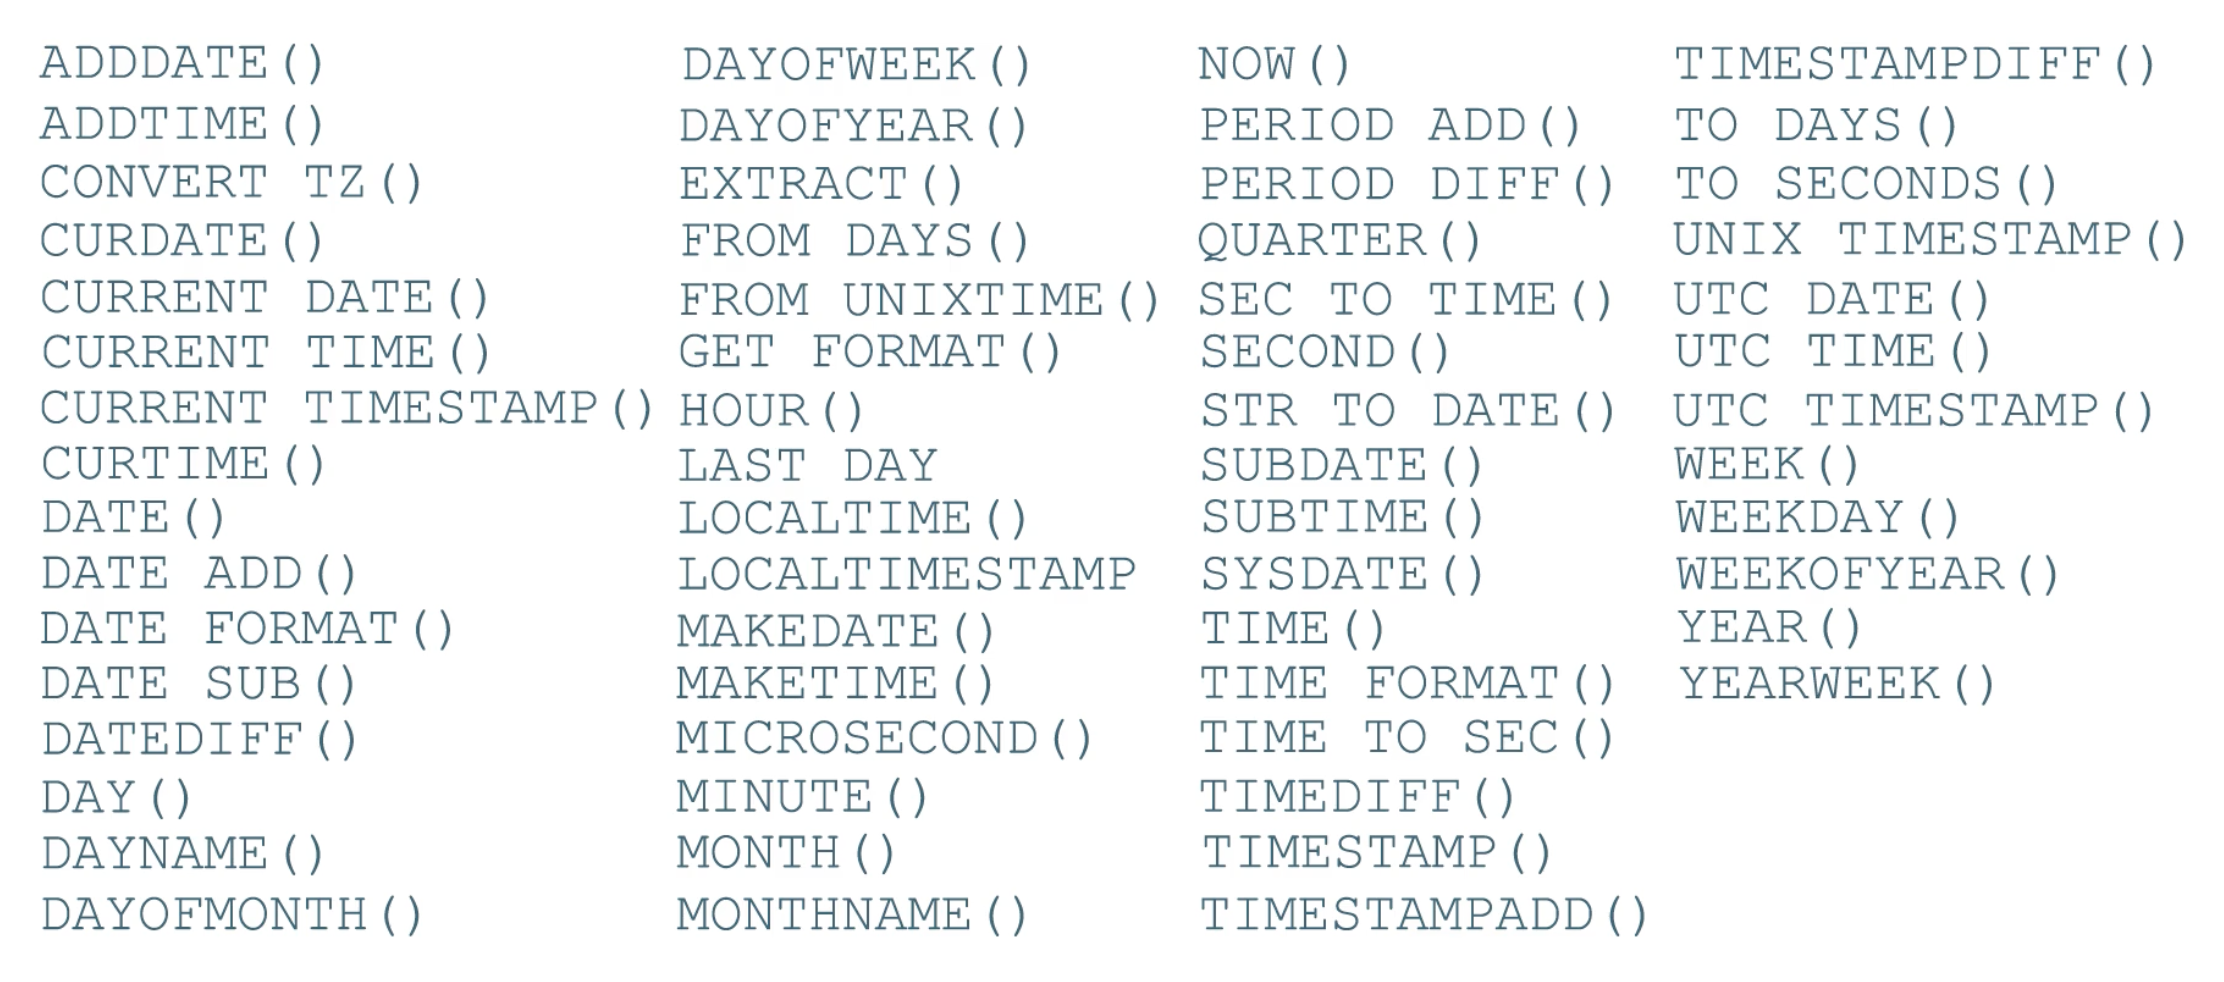 ADDDATE()
ADDTIME()
CONVERT TZ()
CURDATE()
CURRENT DATE()
CURRENT TIME()
CURRENT TIMESTAMP()
CURTIME()
DATE()
DATE ADD()
DATE FORMAT()
DATE SUB()
DATEDIFF()
DAY()
DAYNAME()
DAYOFMONTH()
DAYOFWEEK()
DAYOFYEAR()
EXTRACT()
FROM DAYS()
FROM UNIXTIME()
GET FORMAT()
HOUR()
LAST DAY
LOCALTIME()
LOCALTIMESTAMP
MAKEDATE()
MAKETIME()
MICROSECOND()
MINUTE()
MONTH()
MONTHNAME()
NOW()
PERIOD ADD()
PERIOD DIFF()
QUARTER()
SEC TO TIME()
SECOND()
STR TO DATE()
SUBDATE()
SUBTIME()
SYSDATE()
TIME()
TIME FORMAT()
TIME TO SEC()
TIMEDIFF()
TIMESTAMP()
TIMESTAMPADD()
TIMESTAMPDIFF()
TO DAYS()
TO SECONDS()
UNIX TIMESTAMP()
UTC DATE()
UTC TIME()
UTC TIMESTAMP()
WEEK()
WEEKDAY()
WEEKOFYEAR()
YEAR()
YEARWEEK()